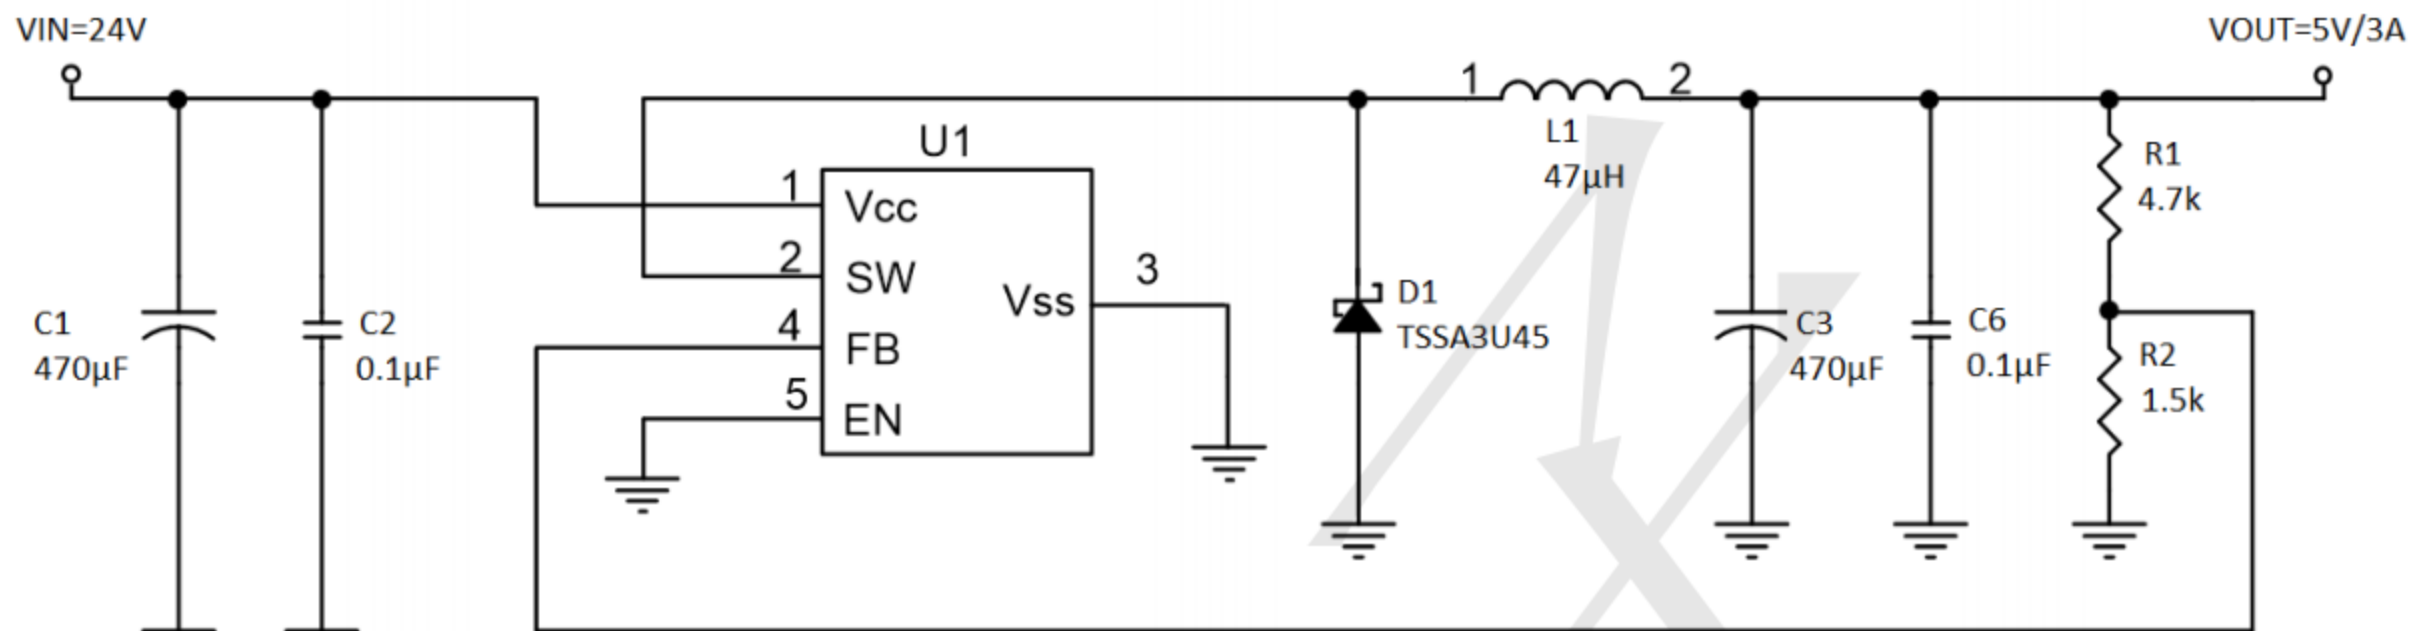 VIN=24V
VOUT=5V/3A
1
2
L1
47μH
U1
1
Vcc
2
SW
4
FB
5
EN
Vss
3
C1
470μF
C2
0.1μF
D1
TSSA3U45
C3
470μF
C6
0.1μF
R1
4.7k
R2
1.5k